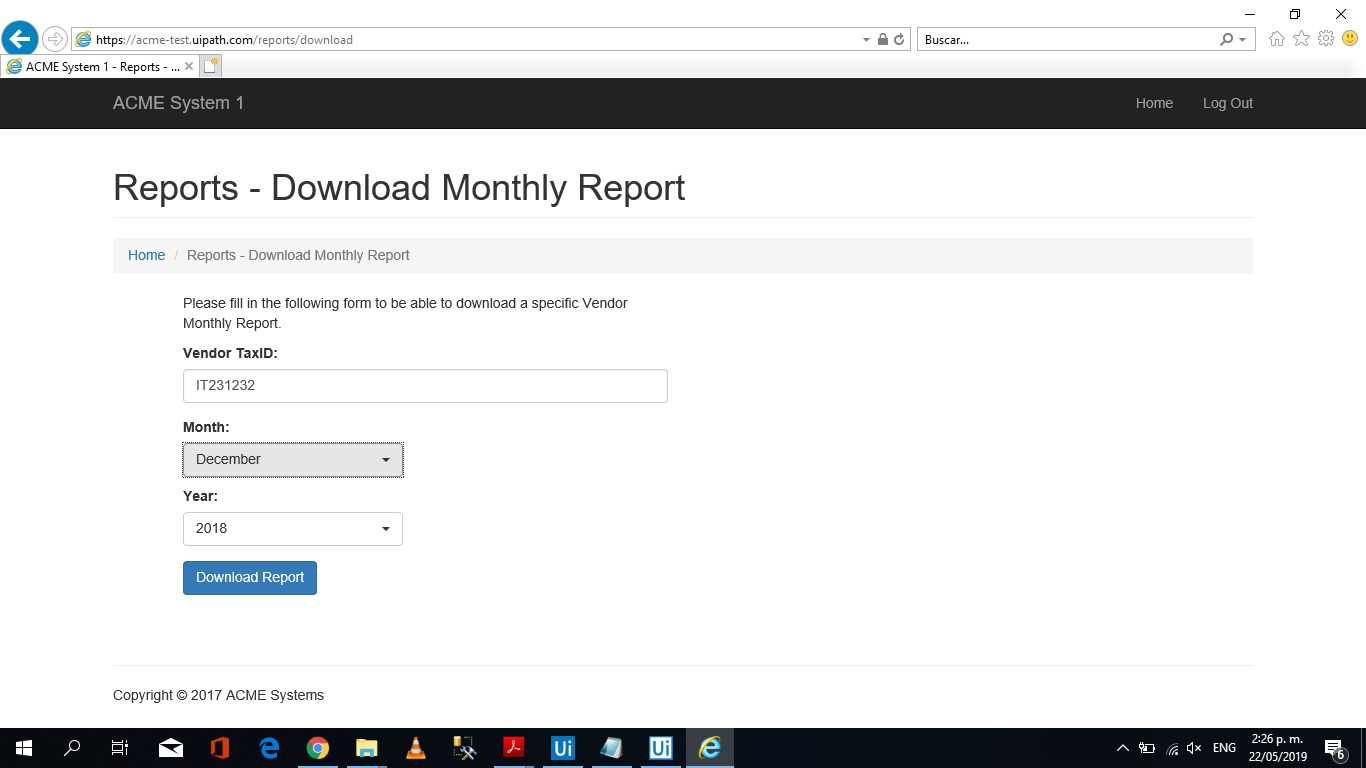 https://acme-test.uipath.com/reports/download
Buscar...
ACME System 1 - Reports - ...
ACME System 1
Home
Log Out
Reports - Download Monthly Report
Home / Reports - Download Monthly Report
Please fill in the following form to be able to download a specific Vendor
Monthly Report.
Vendor TaxID:
IT231232
Month:
December
Year:
2018
Download Report
Copyright © 2017 ACME Systems
Ui
Ui
ENG
2:26 p. m.
22/05/2019
6